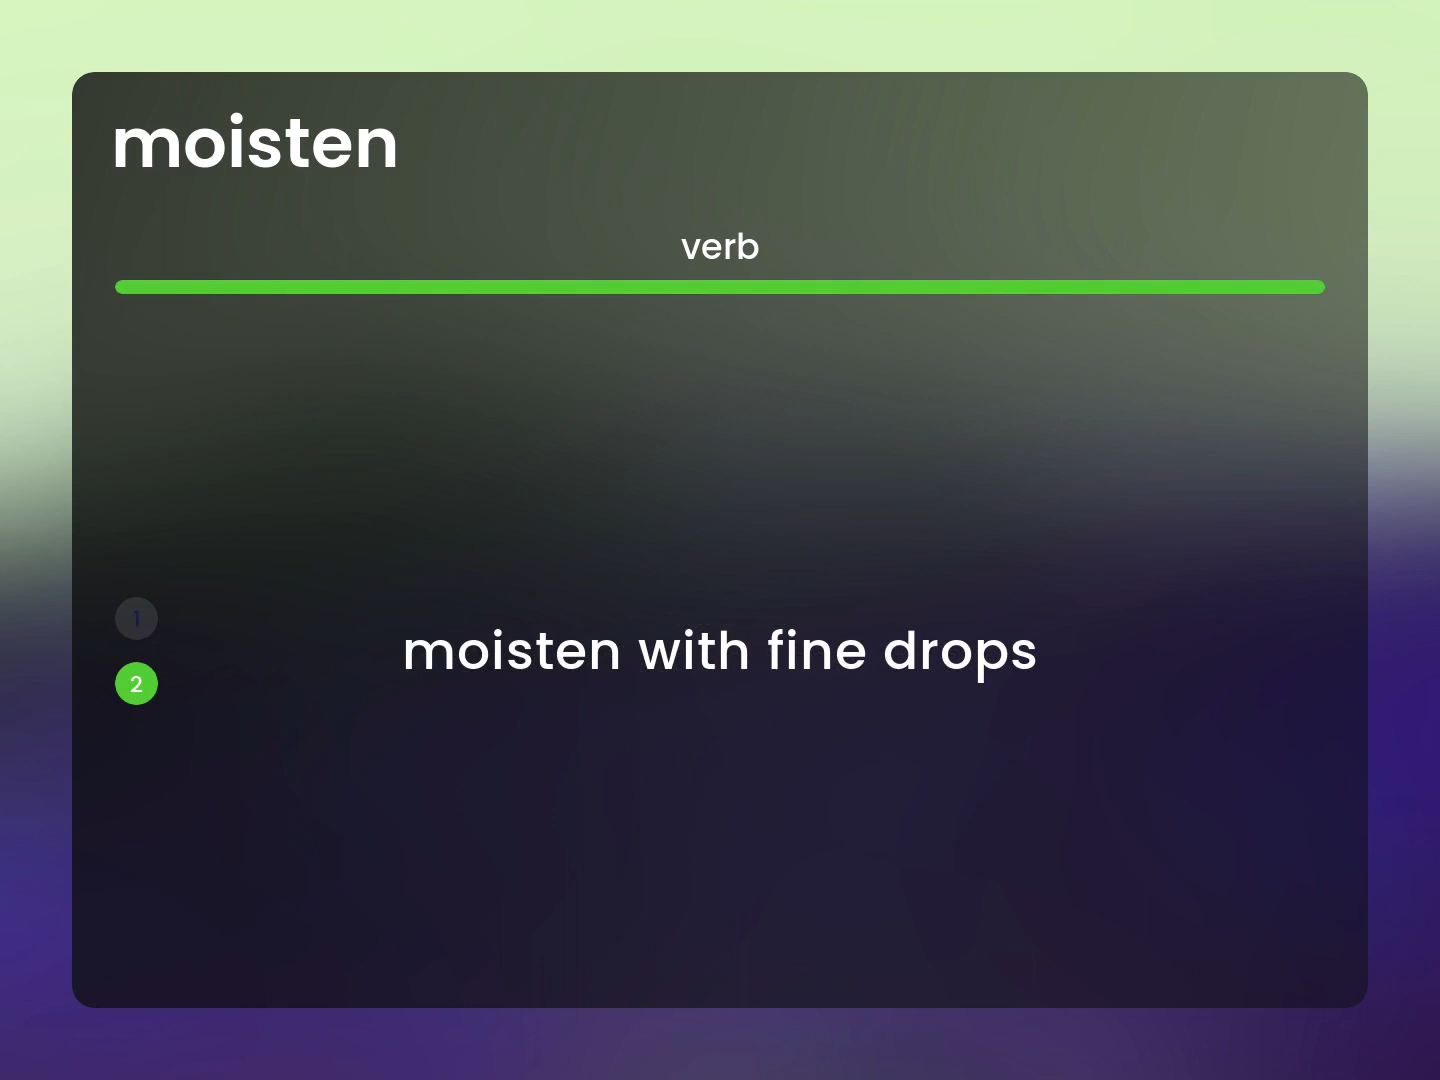 moisten
verb
1
2
moisten with fine drops